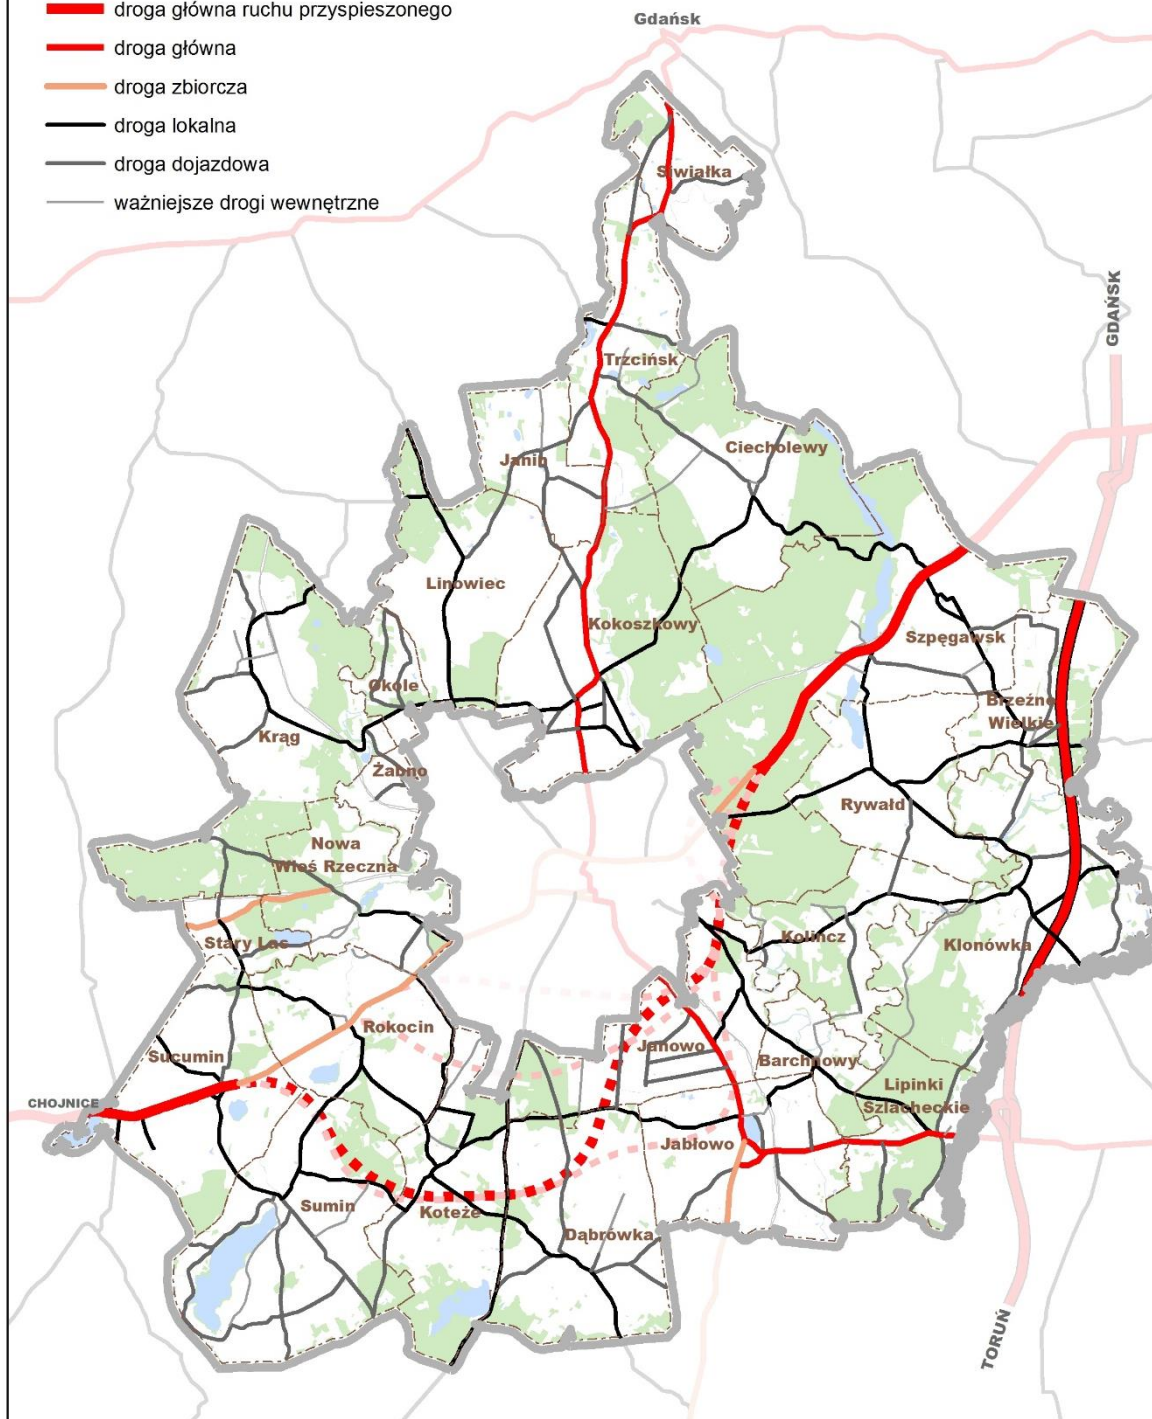 droga główna ruchu przyspieszonego
droga główna
droga zbiorcza
droga lokalna
droga dojazdowa
ważniejsze drogi wewnętrzne
Gdańsk
Siwiałka
GDAŃSK
Trzcińsk
Ciecholewy
Janin
Linowiec
Kokoszkowy
Szpęgawsk
Okole
Brzeźno
Wielkie
Krąg
Żabno
Rywałd
Nowa
Wieś Rzeczna
Kolincz
Stary Las
Klonówka
Rokocin
Janowo
Sucumin
Barchnowy
Lipinki
Szlacheckie
CHOJNICE
Jabłowo
Sumin
Koteże
Dąbrówka
TORUŃ